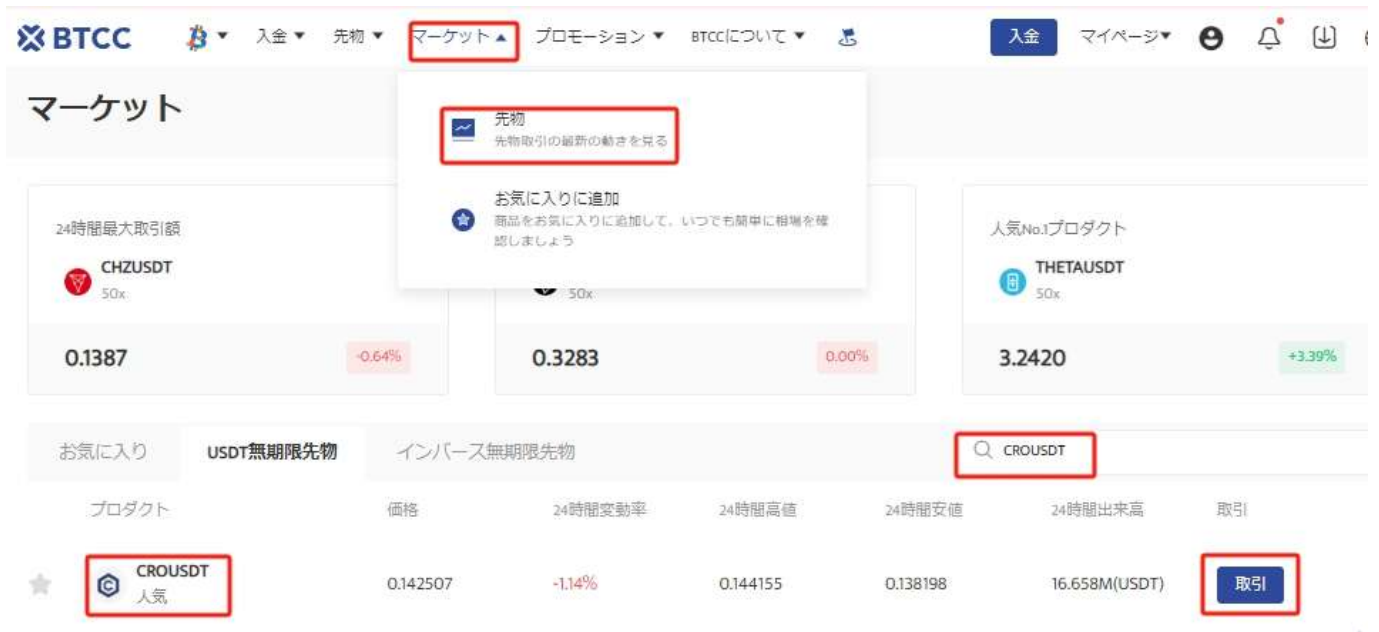 BTCC
入金 ▼
先物 ▼
マーケット ▲
プロモーション ▼
BTCCについて ▼
入金
マイページ▼
マーケット
先物
先物取引の最新の動きを見る
お気に入りに追加
商品をお気に入りに追加して、いつでも簡単に相場を確
認しましょう
24時間最大取引額
CHZUSDT
50x
0.1387
-0.64%
50x
0.3283
0.00%
人気No.1プロダクト
THETAUSDT
50x
3.2420
+3.39%
お気に入り
USDT無期限先物
インバース無期限先物
CROUSDT
プロダクト
価格
24時間変動率
24時間高値
24時間安値
24時間出来高
取引
CROUSDT
人気
0.142507
-1.14%
0.144155
0.138198
16.658M(USDT)
取引